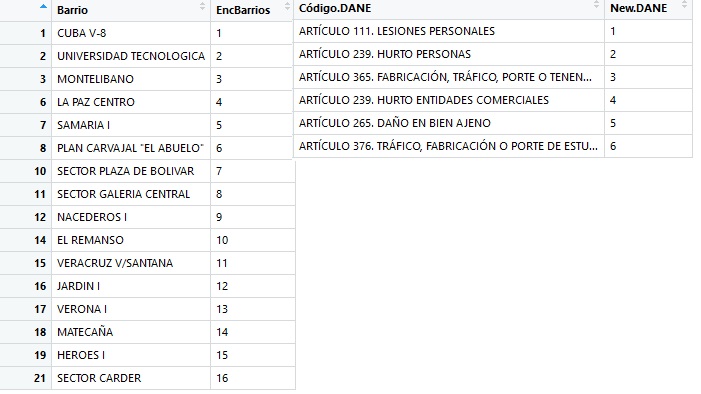 Barrio EncBarrios
1 CUBA V-8 1
2 UNIVERSIDAD TECNOLOGICA 2
3 MONTELIBANO 3
6 LA PAZ CENTRO 4
7 SAMARIA I 5
8 PLAN CARVAJAL "EL ABUELO" 6
10 SECTOR PLAZA DE BOLIVAR 7
11 SECTOR GALERIA CENTRAL 8
12 NACEDEROS I 9
14 EL REMANSO 10
15 VERACRUZ V/SANTANA 11
16 JARDIN I 12
17 VERONA I 13
18 MATECAÑA 14
19 HEROES I 15
21 SECTOR CARDER 16
Código.DANE New.DANE
ARTÍCULO 111. LESIONES PERSONALES 1
ARTÍCULO 239. HURTO PERSONAS 2
ARTÍCULO 365. FABRICACIÓN, TRÁFICO, PORTE O TENEN... 3
ARTÍCULO 239. HURTO ENTIDADES COMERCIALES 4
ARTÍCULO 265. DAÑO EN BIEN AJENO 5
ARTÍCULO 376. TRÁFICO, FABRICACIÓN O PORTE DE ESTU... 6